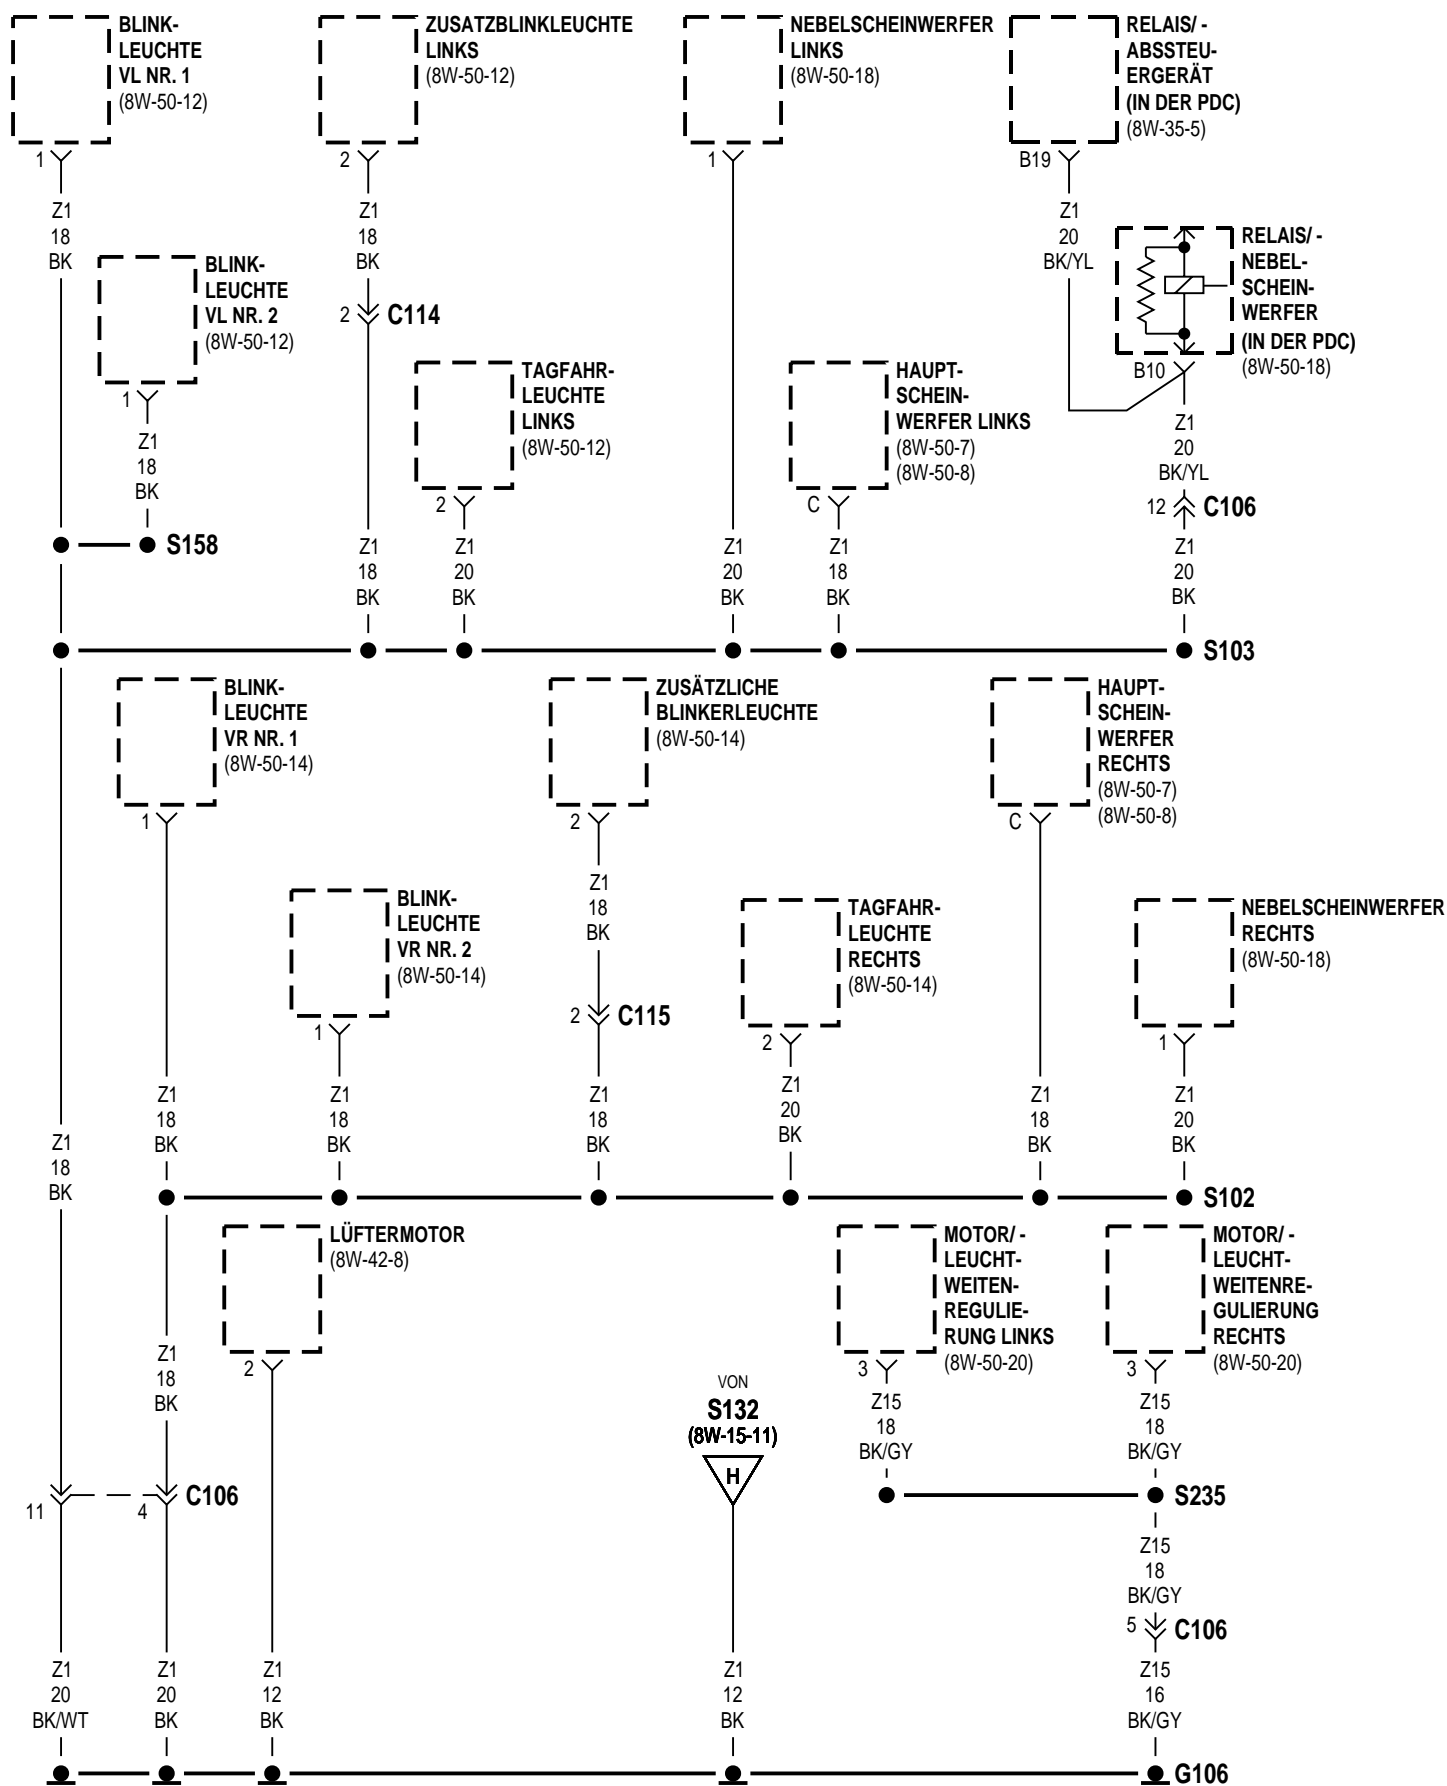 BLINK-
LEUCHTE
VL NR. 1
(8W-50-12)
ZUSATZBLINKLEUCHTE
LINKS
(8W-50-12)
NEBELSCHEINWERFER
LINKS
(8W-50-18)
RELAIS/ -
ABSSTEU-
ERGERÄT
(IN DER PDC)
(8W-35-5)
1
2
1
B19
Z1
18
BK
Z1
18
BK
Z1
20
BK/YL
BLINK-
LEUCHTE
VL NR. 2
(8W-50-12)
RELAIS/ -
NEBEL-
SCHEIN-
WERFER
(IN DER PDC)
(8W-50-18)
2
C114
TAGFAHR-
LEUCHTE
LINKS
(8W-50-12)
HAUPT-
SCHEIN-
WERFER LINKS
(8W-50-7)
(8W-50-8)
B10
1
Z1
18
BK
Z1
20
BK/YL
2
C
12
C106
S158
Z1
18
BK
Z1
20
BK
Z1
20
BK
Z1
18
BK
Z1
20
BK
S103
BLINK-
LEUCHTE
VR NR. 1
(8W-50-14)
ZUSÄTZLICHE
BLINKERLEUCHTE
(8W-50-14)
HAUPT-
SCHEIN-
WERFER
RECHTS
(8W-50-7)
(8W-50-8)
1
2
C
Z1
18
BK
BLINK-
LEUCHTE
VR NR. 2
(8W-50-14)
TAGFAHR-
LEUCHTE
RECHTS
(8W-50-14)
NEBELSCHEINWERFER
RECHTS
(8W-50-18)
1
2
C115
2
1
Z1
18
BK
Z1
18
BK
Z1
18
BK
Z1
18
BK
Z1
20
BK
Z1
18
BK
Z1
20
BK
S102
LÜFTERMOTOR
(8W-42-8)
MOTOR/ -
LEUCHT-
WEITEN-
REGULIE-
RUNG LINKS
(8W-50-20)
MOTOR/ -
LEUCHT-
WEITENRE-
GULIERUNG
RECHTS
(8W-50-20)
Z1
18
BK
2
3
3
VON
S132
(8W-15-11)
H
Z15
18
BK/GY
Z15
18
BK/GY
11
4
C106
S235
Z15
18
BK/GY
5
C106
Z1
20
BK/WT
Z1
20
BK
Z1
12
BK
Z1
12
BK
Z15
16
BK/GY
G106